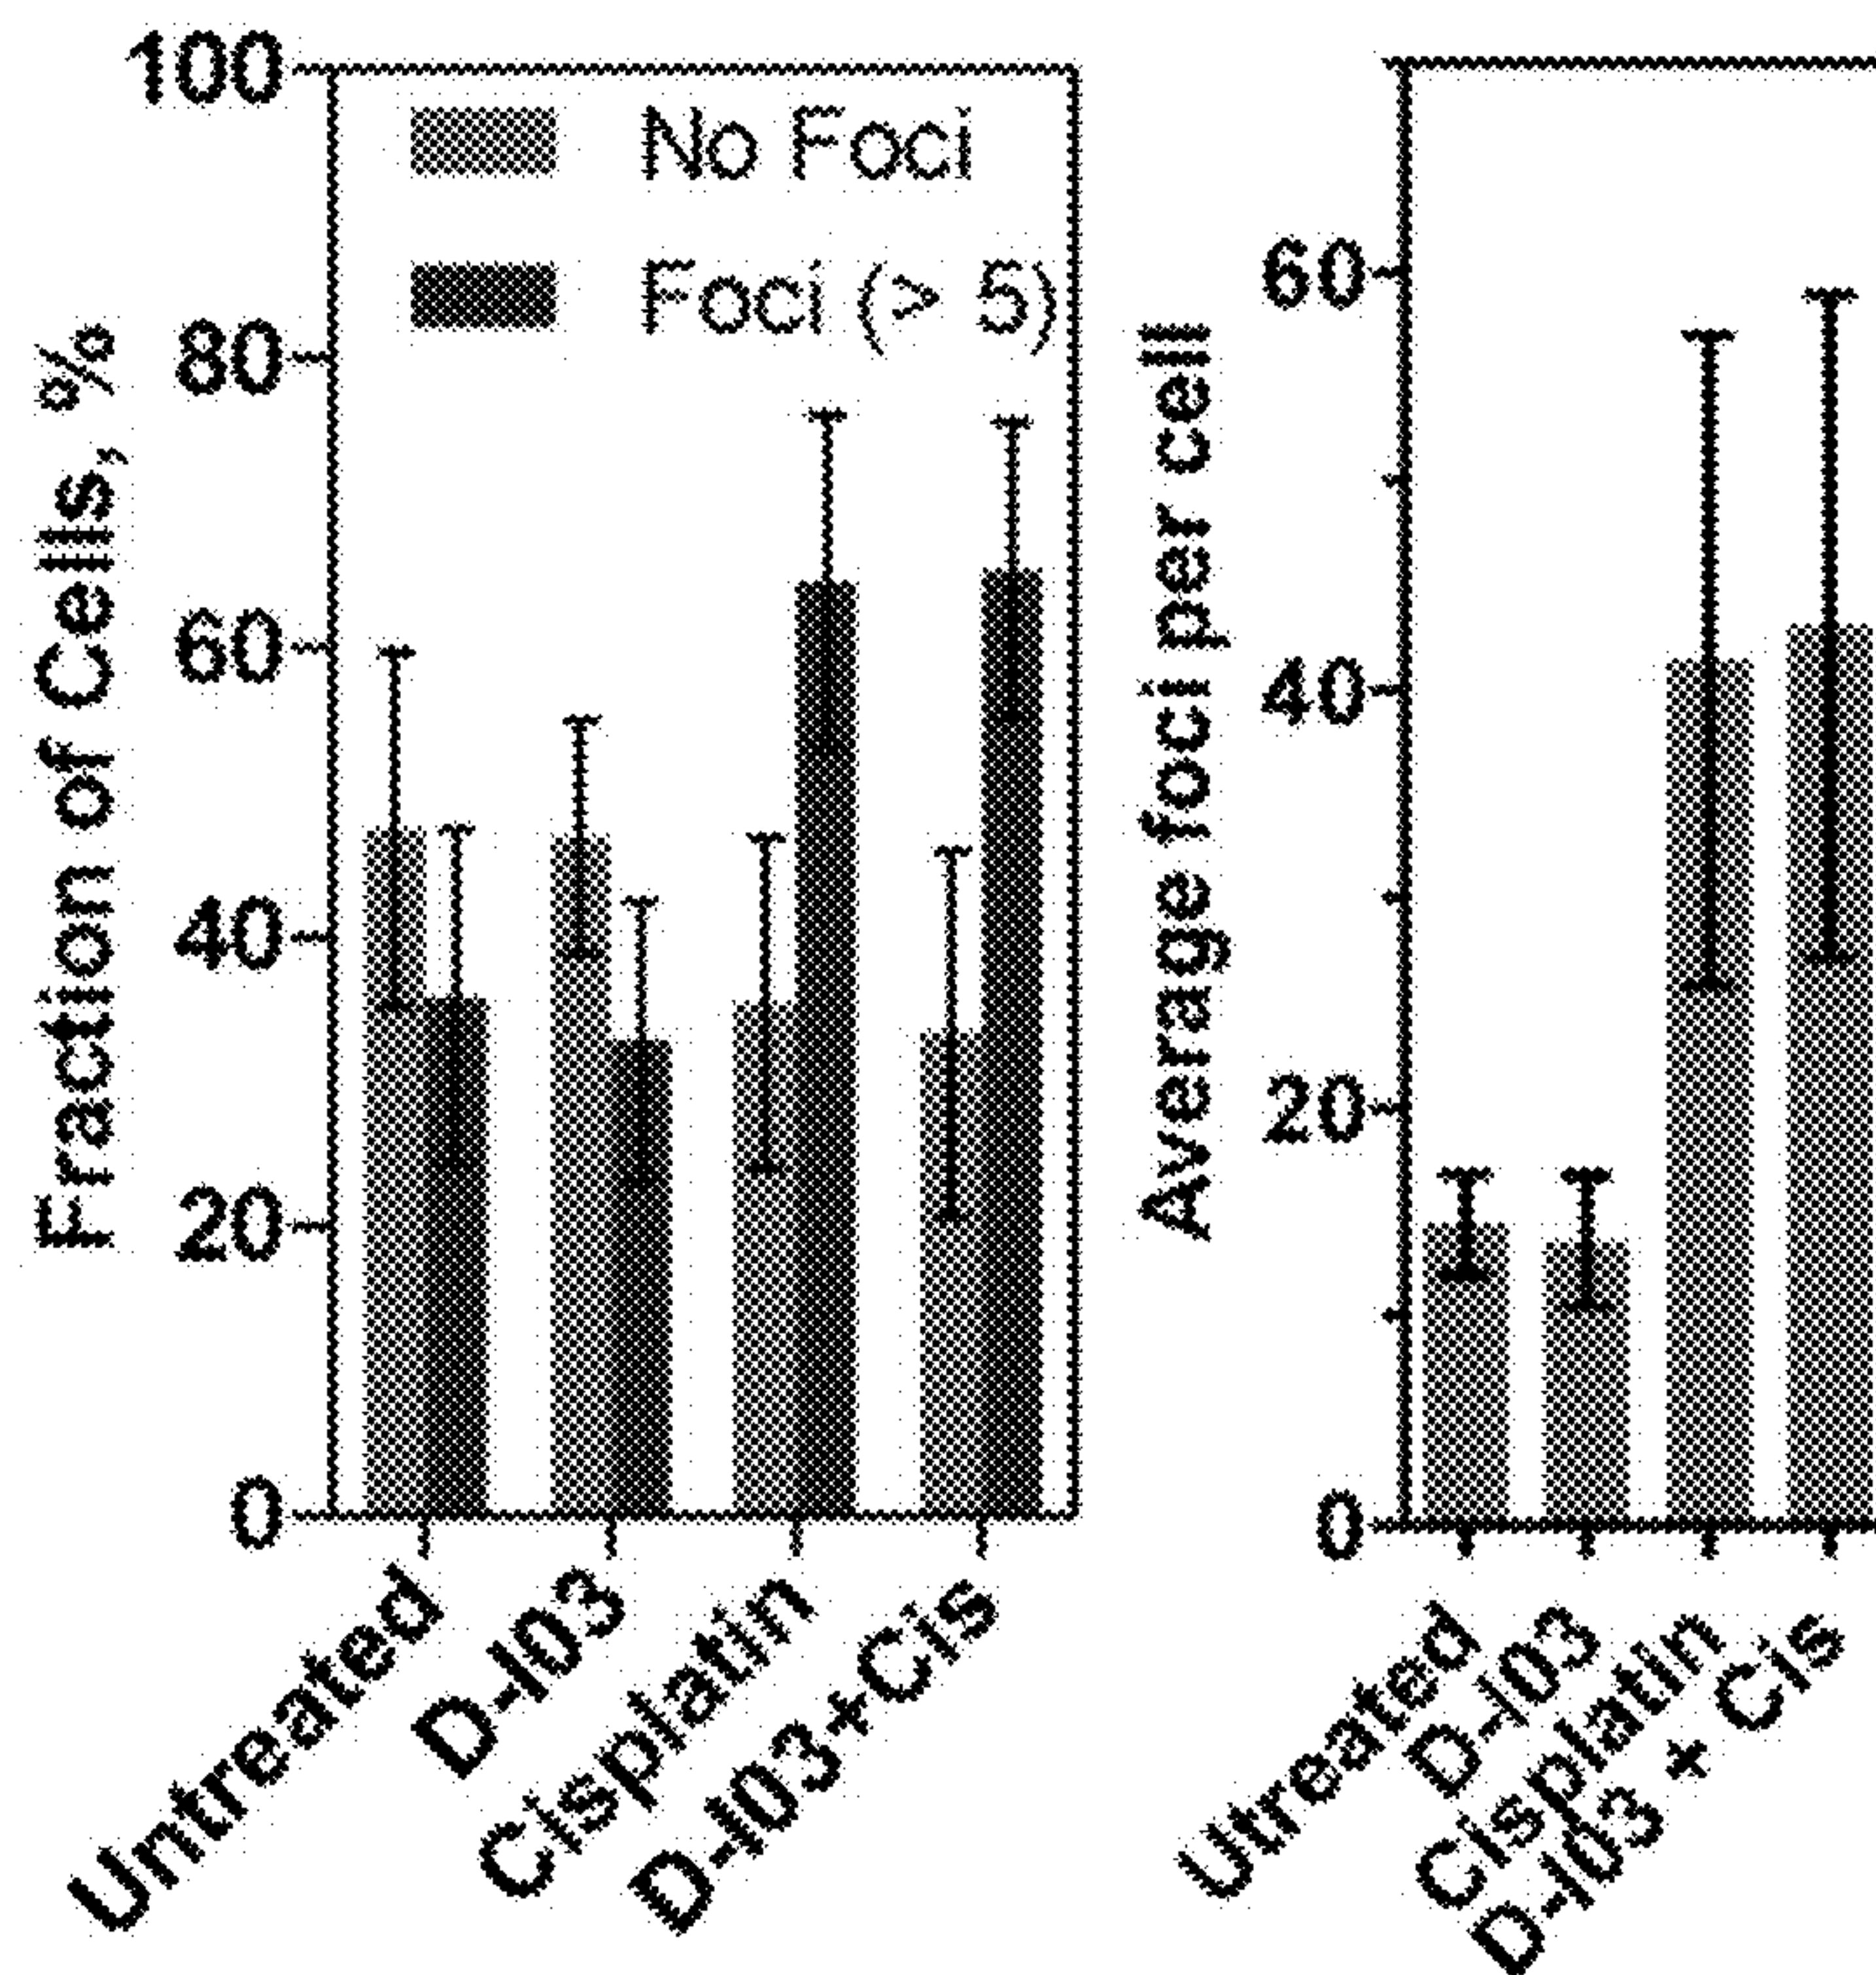 Fraction of Cells, %
100
80
60
40
20
0
No Foci
Foci (> 5)
Untreated
D-I03
Cisplatin
D-I03+Cis
Average foci per cell
60
40
20
0
Utreated
D-I03
Cisplatin
D-I03 + Cis